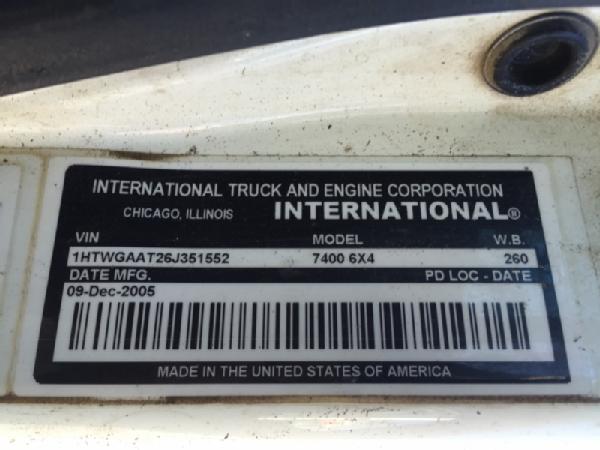 INTERNATIONAL TRUCK AND ENGINE CORPORATION
CHICAGO, ILLINOIS INTERNATIONAL®
VIN MODEL W.B.
1HTWGAAT26J351552 7400 6X4 260
DATE MFG. PD LOC - DATE
09-Dec-2005
MADE IN THE UNITED STATES OF AMERICA